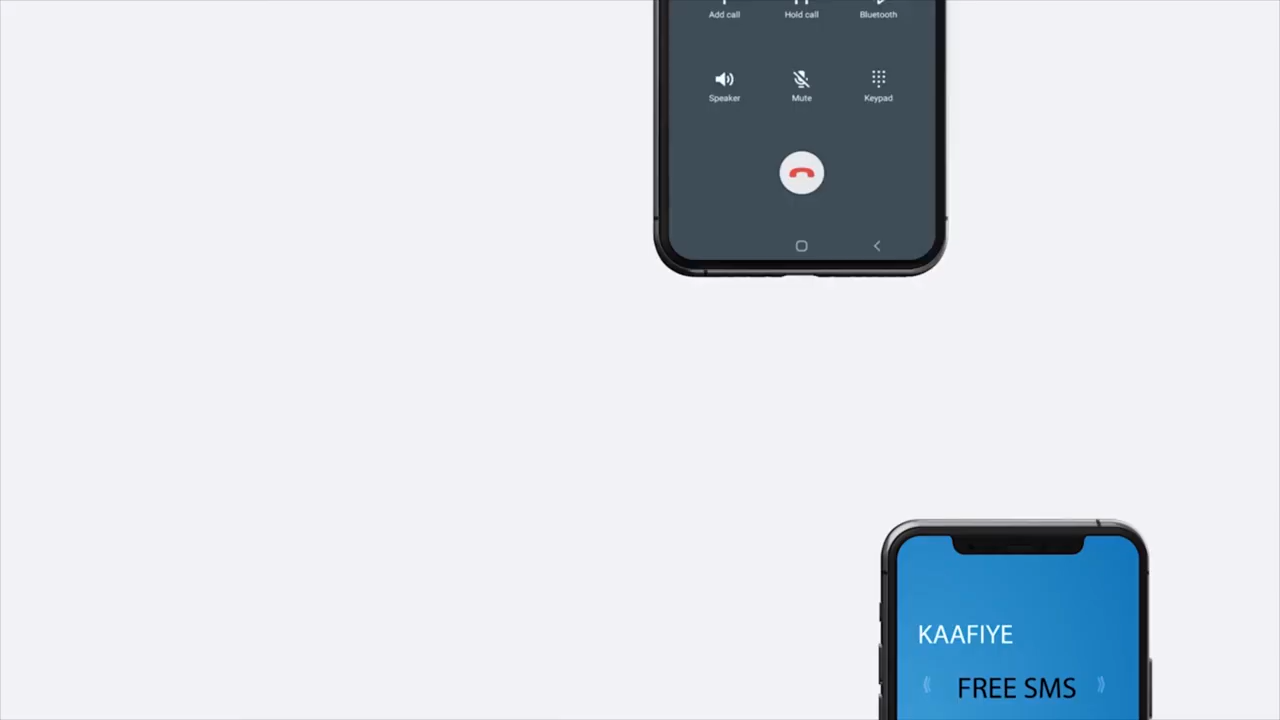 Add call Hold call Bluetooth
Speaker Mute Keypad
KAAFIYE
FREE SMS